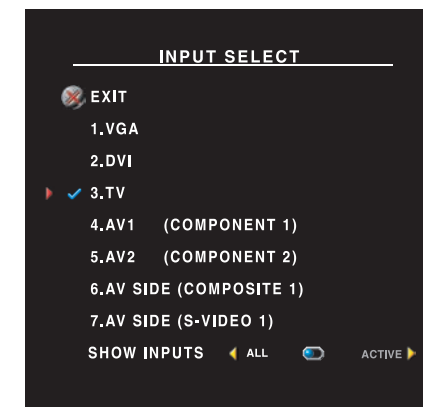 INPUT SELECT
EXIT
1.VGA
2.DVI
3.TV
4.AV1 (COMPONENT 1)
5.AV2 (COMPONENT 2)
6.AV SIDE (COMPOSITE 1)
7.AV SIDE (S-VIDEO 1)
SHOW INPUTS ALL ACTIVE